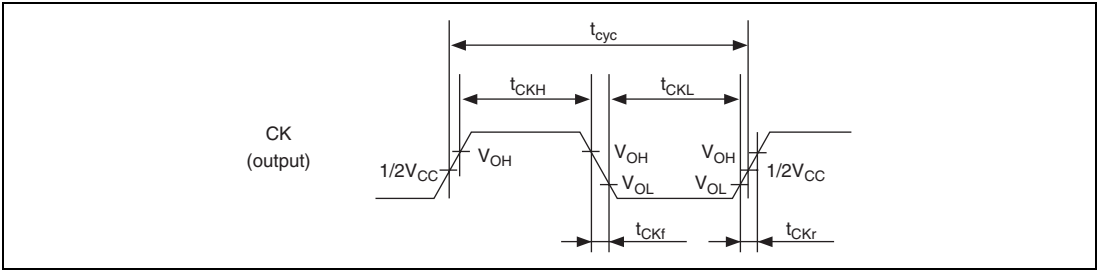 tcyc
tCKH
tCKL
CK
(output)
1/2VCC
VOH
VOH
VOL
VOH
VOL
1/2VCC
tCKf
tCKr